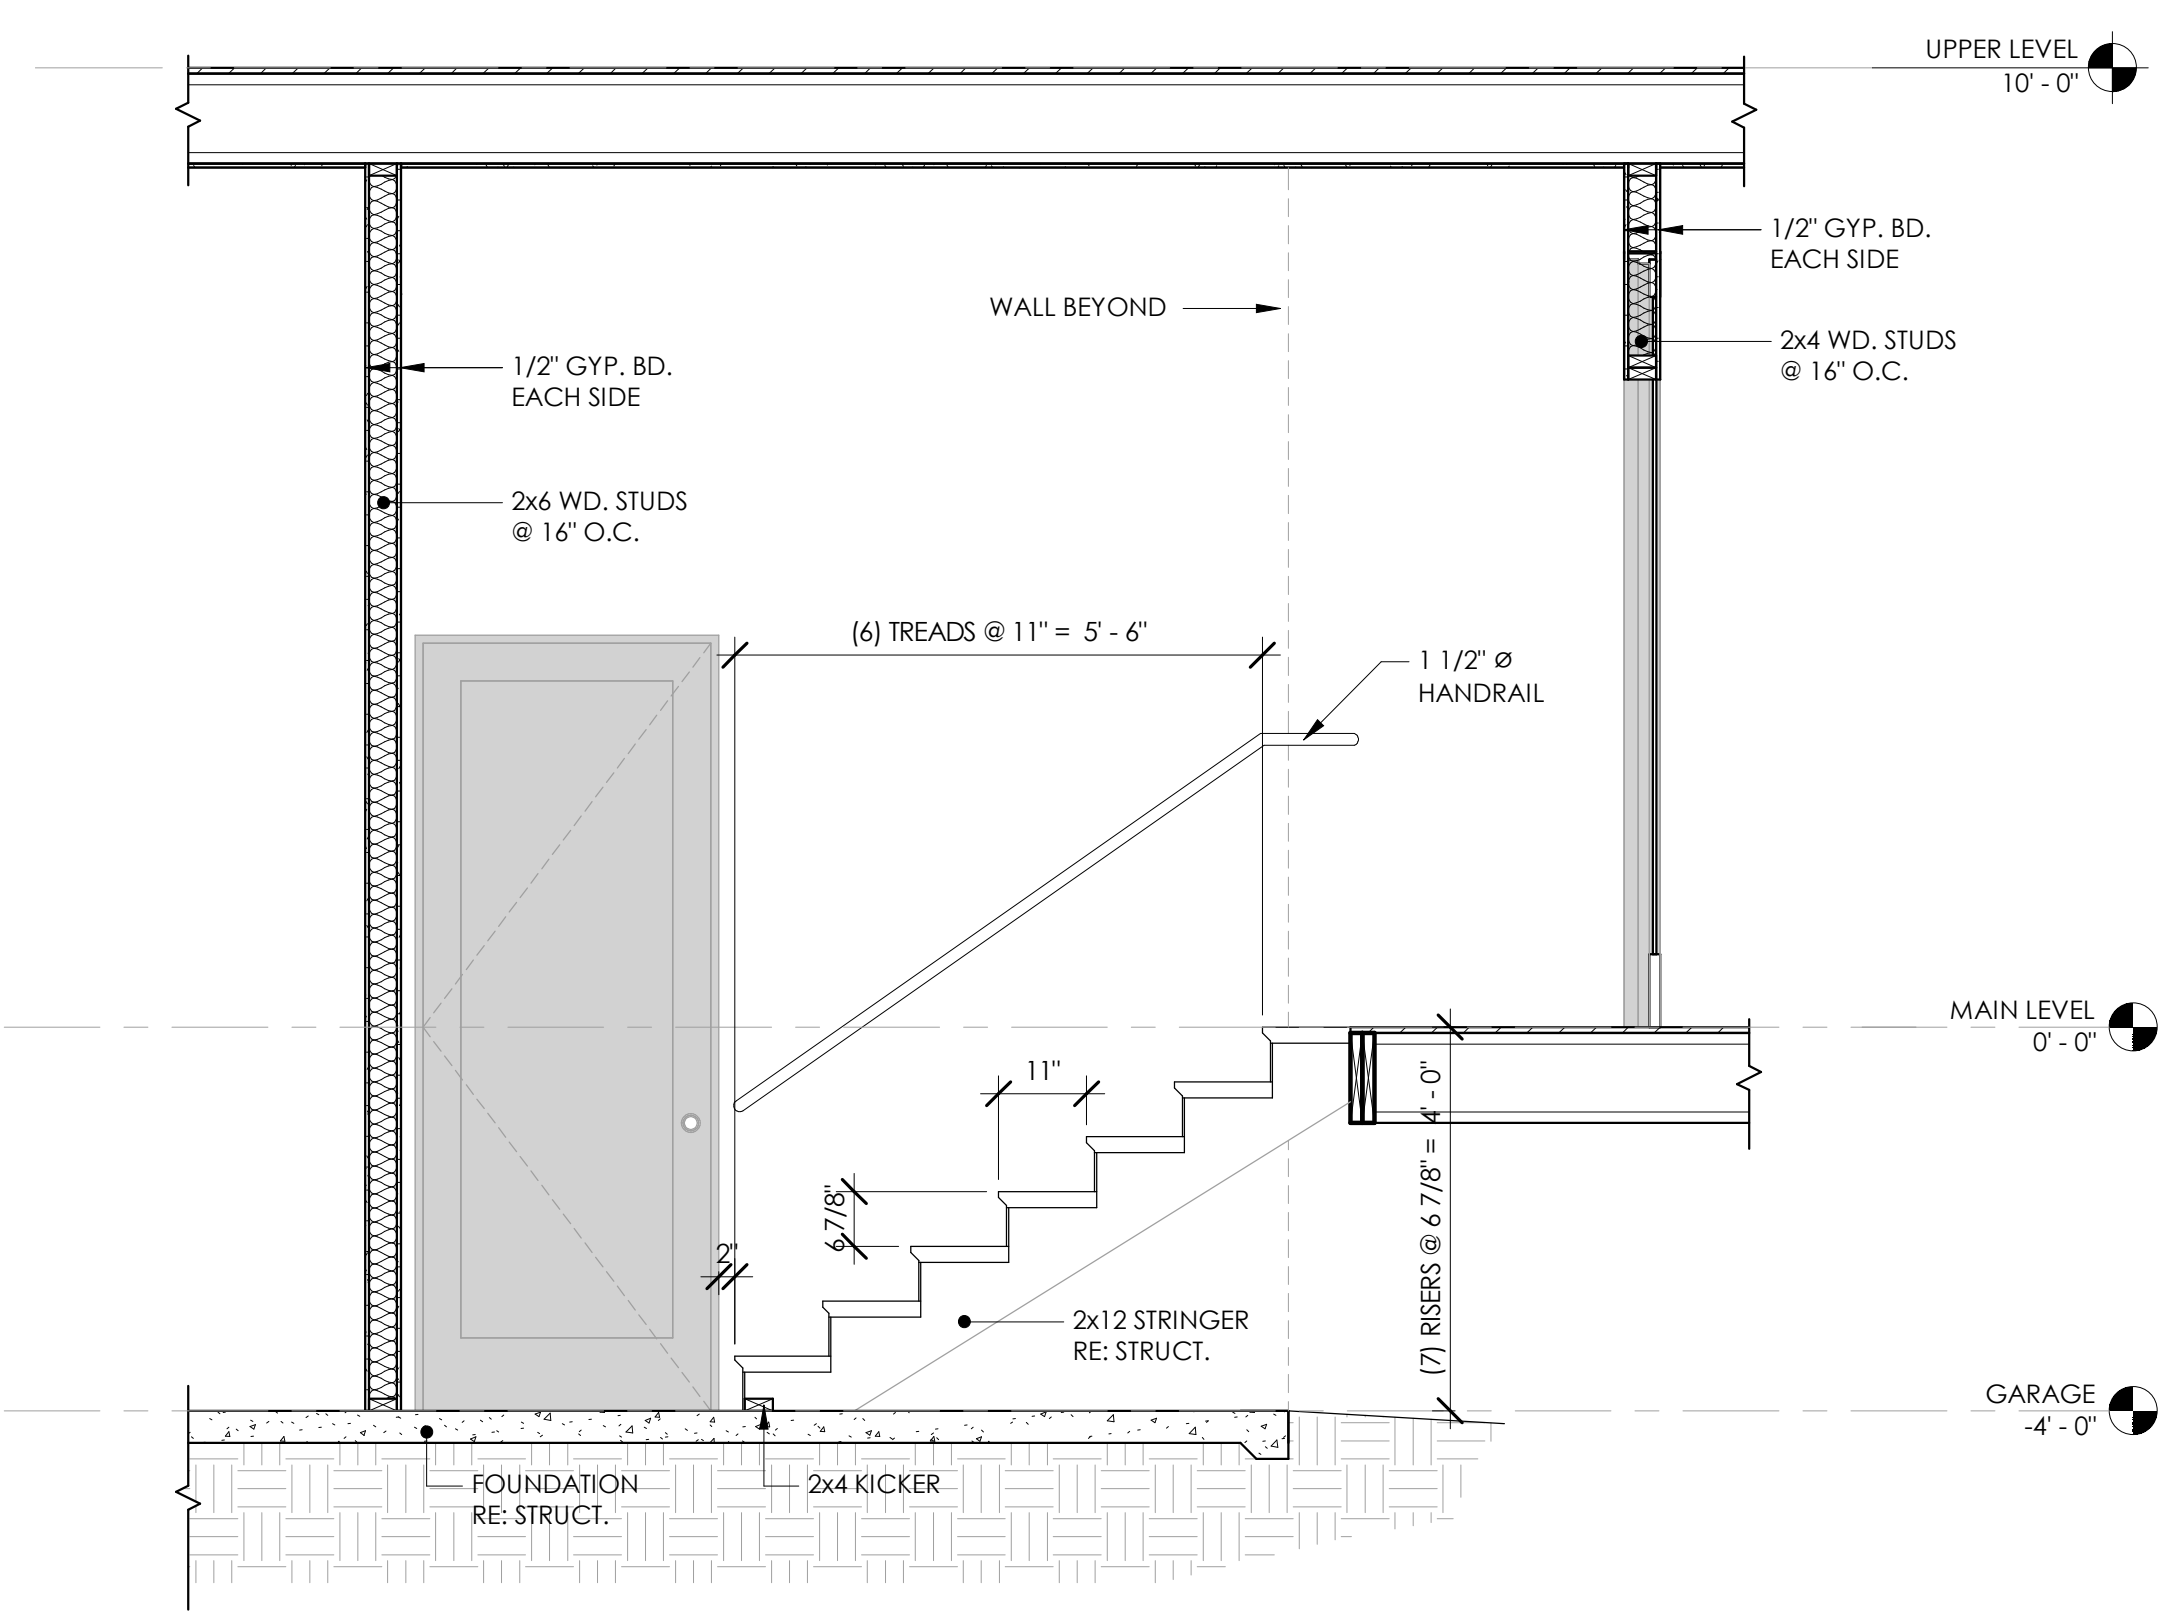 UPPER LEVEL
10' - 0"
1/2" GYP. BD.
EACH SIDE
WALL BEYOND
2x4 WD. STUDS
@ 16" O.C.
1/2" GYP. BD.
EACH SIDE
2x6 WD. STUDS
@ 16" O.C.
(6) TREADS @ 11" = 5' - 6"
1 1/2" Ø
HANDRAIL
MAIN LEVEL
0' - 0"
11"
6 7/8"
2"
(7) RISERS @ 6 7/8" = 4' - 0"
2x12 STRINGER
RE: STRUCT.
GARAGE
-4' - 0"
FOUNDATION
RE: STRUCT.
2x4 KICKER